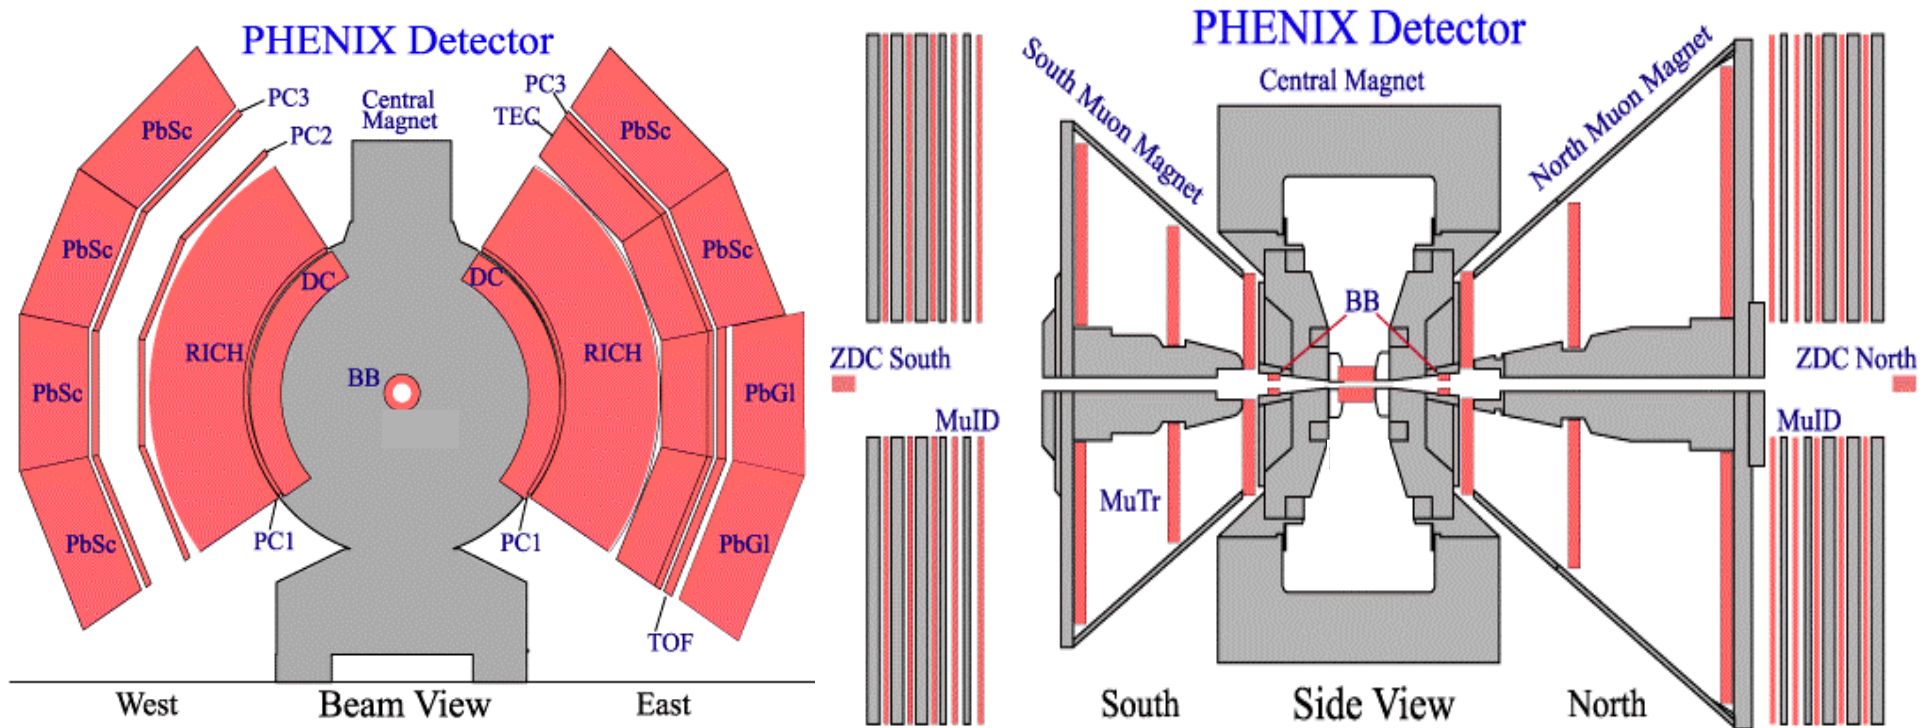 PHENIX Detector
PC3
PC2
Central
Magnet
PC3
TEC
PbSc
PbSc
PbSc
PbSc
DC
DC
RICH
RICH
BB
PbSc
PbGl
PbSc
PbGl
PC1
PC1
TOF
West
Beam View
East
PHENIX Detector
South Muon Magnet
Central Magnet
North Muon Magnet
BB
ZDC South
ZDC North
MuID
MuID
MuTr
South
Side View
North